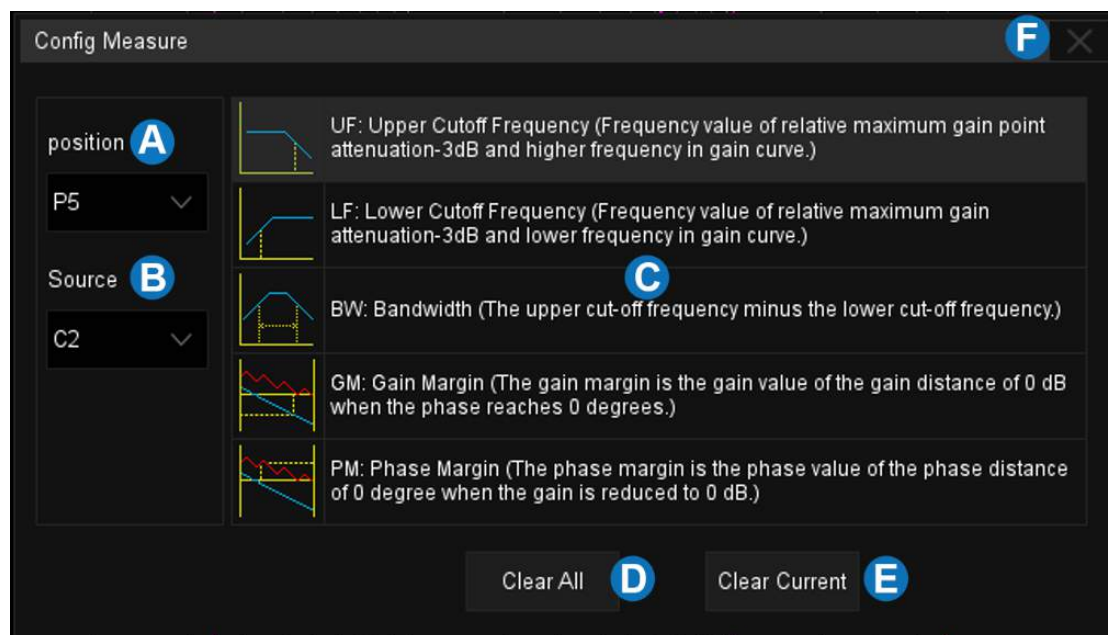 Config Measure
F
position A
P5
Source B
C2
UF: Upper Cutoff Frequency (Frequency value of relative maximum gain point
attenuation-3dB and higher frequency in gain curve.)
LF: Lower Cutoff Frequency (Frequency value of relative maximum gain
attenuation-3dB and lower frequency in gain curve.)
C
BW: Bandwidth (The upper cut-off frequency minus the lower cut-off frequency.)
GM: Gain Margin (The gain margin is the gain value of the gain distance of 0 dB
when the phase reaches 0 degrees.)
PM: Phase Margin (The phase margin is the phase value of the phase distance
of 0 degree when the gain is reduced to 0 dB.)
Clear All D
Clear Current E